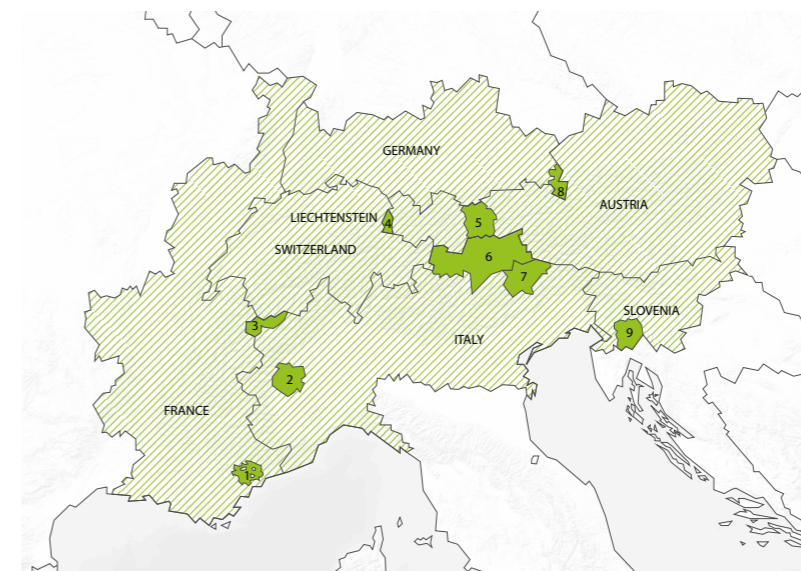 GERMANY
8
LIECHTENSTEIN
4
5
AUSTRIA
SWITZERLAND
6
7
SLOVENIA
3
9
ITALY
2
FRANCE
1